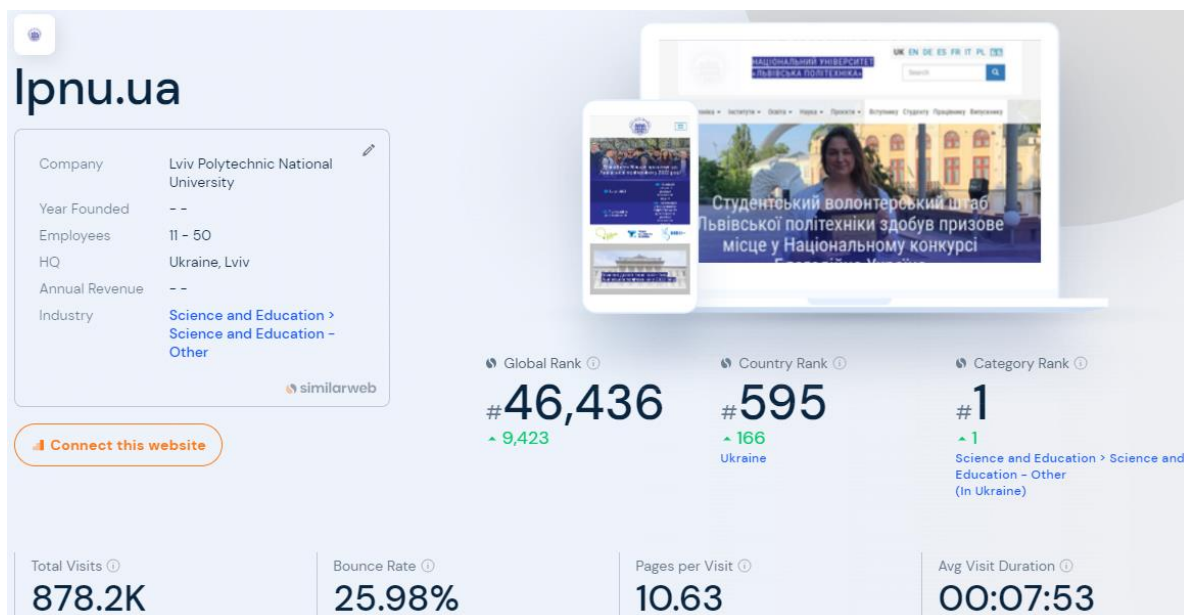 lpnu.ua
Company Lviv Polytechnic National
University
Year Founded - -
Employees 11 - 50
HQ Ukraine, Lviv
Annual Revenue - -
Industry Science and Education >
Science and Education -
Other
similarweb
Connect this website
UK EN DE ES FR IT PL
НАЦІОНАЛЬНИЙ УНІВЕРСИТЕТ
«ЛЬВІВСЬКА ПОЛІТЕХНІКА»
Search
Інститути Освіта Наука Проєкти Вступнику Студенту Працівнику Випускнику
Студентський волонтерський штаб
Львівської політехніки здобув призове
місце у Національному конкурсі
Global Rank
#46,436
9,423
Country Rank
#595
166
Ukraine
Category Rank
#1
1
Science and Education > Science and
Education - Other
(In Ukraine)
Total Visits
878.2K
Bounce Rate
25.98%
Pages per Visit
10.63
Avg Visit Duration
00:07:53